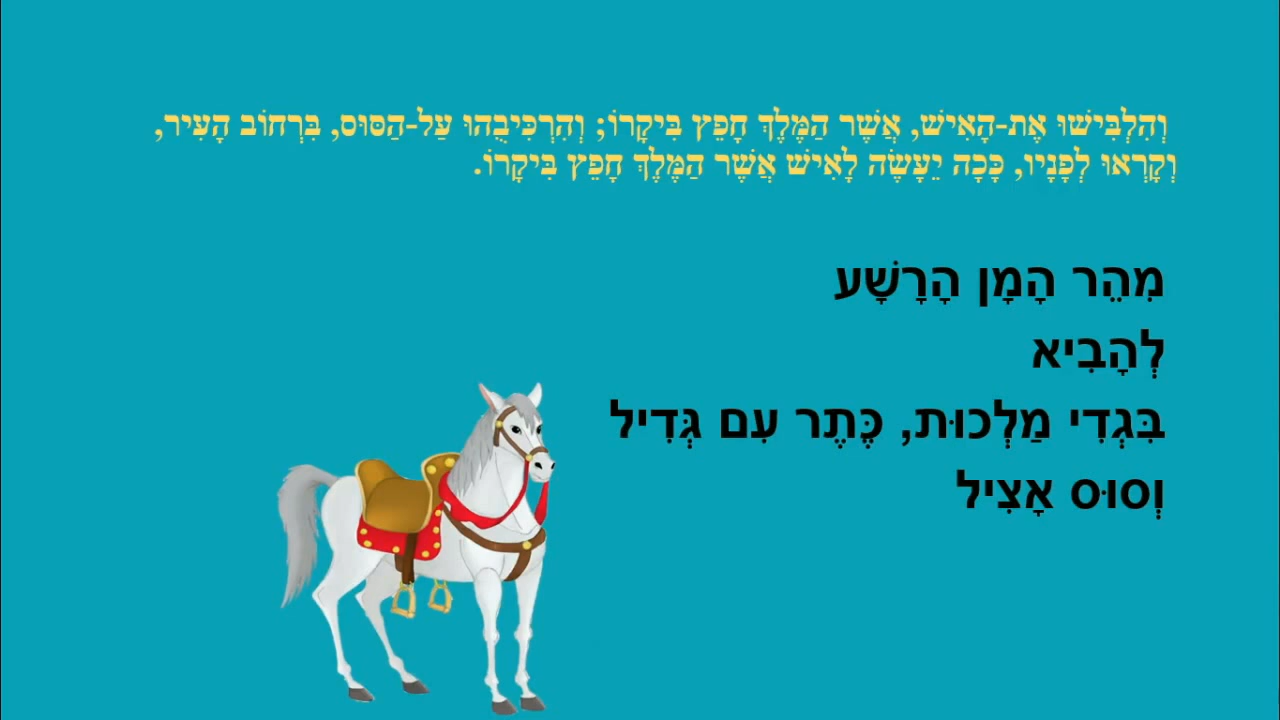 וְהִלְבִּישׁוּ אֶת-הָאִישׁ, אֲשֶׁר הַמֶּלֶךְ חָפֵץ בִּיקָרוֹ; וְהִרְכִּיבֻהוּ עַל-הַסּוּס, בִּרְחוֹב הָעִיר,
וְקָרְאוּ לְפָנָיו, כָּכָה יֵעָשֶׂה לָאִישׁ אֲשֶׁר הַמֶּלֶךְ חָפֵץ בִּיקָרוֹ.
מִהֵר הָמָן הָרָשָׁע
לְהָבִיא
בִּגְדִי מַלְכוּת, כֶּתֶר עִם גְּדִיל
וְסוּס אָצִיל